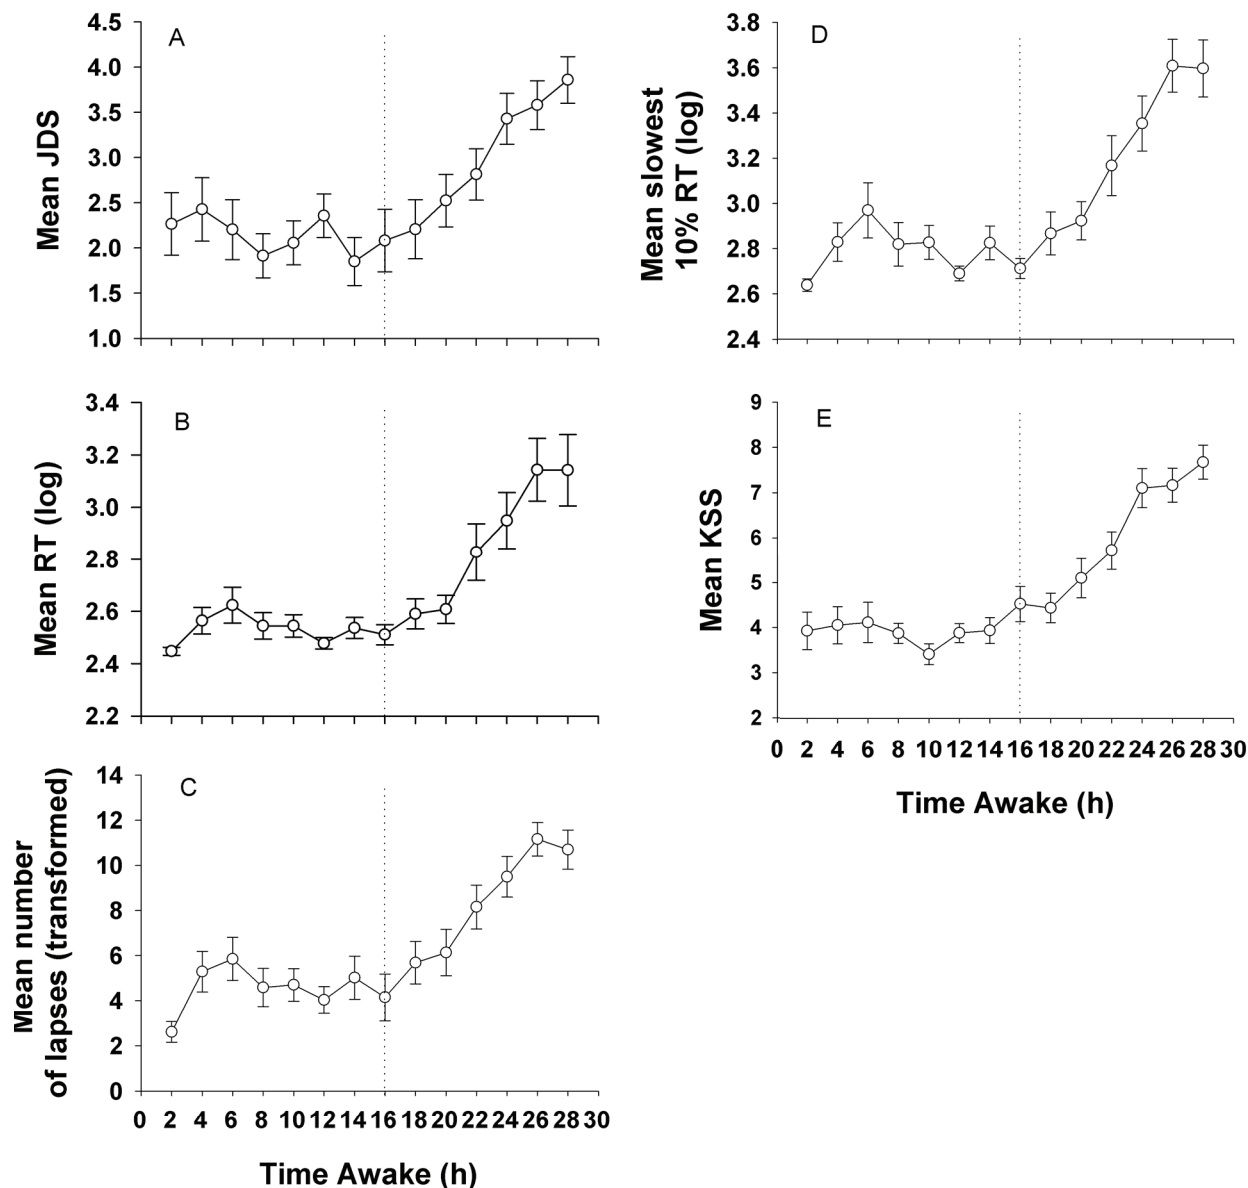 A
Mean JDS
4.5
4.0
3.5
3.0
2.5
2.0
1.5
1.0
D
Mean slowest
10% RT (log)
3.8
3.6
3.4
3.2
3.0
2.8
2.6
2.4
B
Mean RT (log)
3.4
3.2
3.0
2.8
2.6
2.4
2.2
E
Mean KSS
9
8
7
6
5
4
3
2
0 2 4 6 8 10 12 14 16 18 20 22 24 26 28 30
Time Awake (h)
C
Mean number
of lapses (transformed)
14
12
10
8
6
4
2
0
0 2 4 6 8 10 12 14 16 18 20 22 24 26 28 30
Time Awake (h)